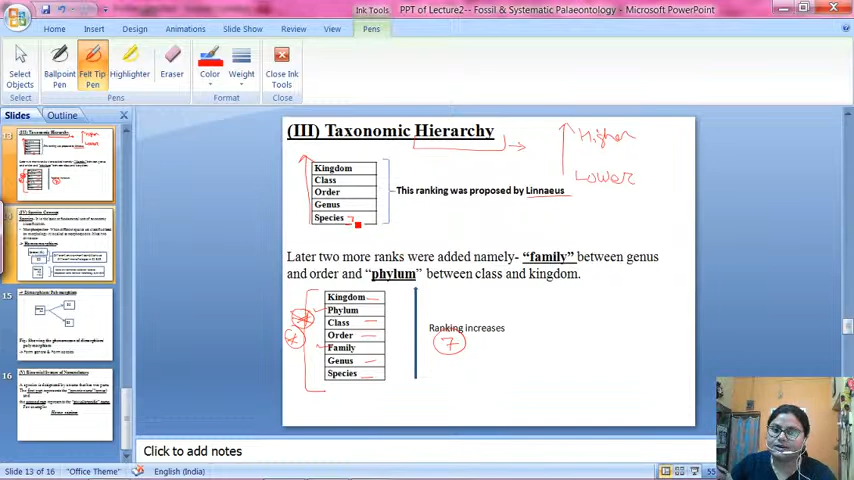 Ink Tools
PPT of Lecture2-- Fossil & Systematic Palaeontology - Microsoft PowerPoint
Home Insert Design Animations Slide Show Review View Pens
Select Objects
Ballpoint Pen
Felt Tip Pen
Highlighter
Eraser
Color
Weight
Close Ink Tools
Select Pens Format Close
Slides Outline
(III) Taxonomic Hierarchy
Higher
Lower
Kingdom
Class
Order
Genus
Species
This ranking was proposed by Linnaeus
Later two more ranks were added namely- “family” between genus
and order and “phylum” between class and kingdom.
Kingdom
Phylum
Class
Order
Family
Genus
Species
Ranking increases
7
13
14
15
16
Click to add notes
Slide 13 of 16 "Office Theme" English (India)
55